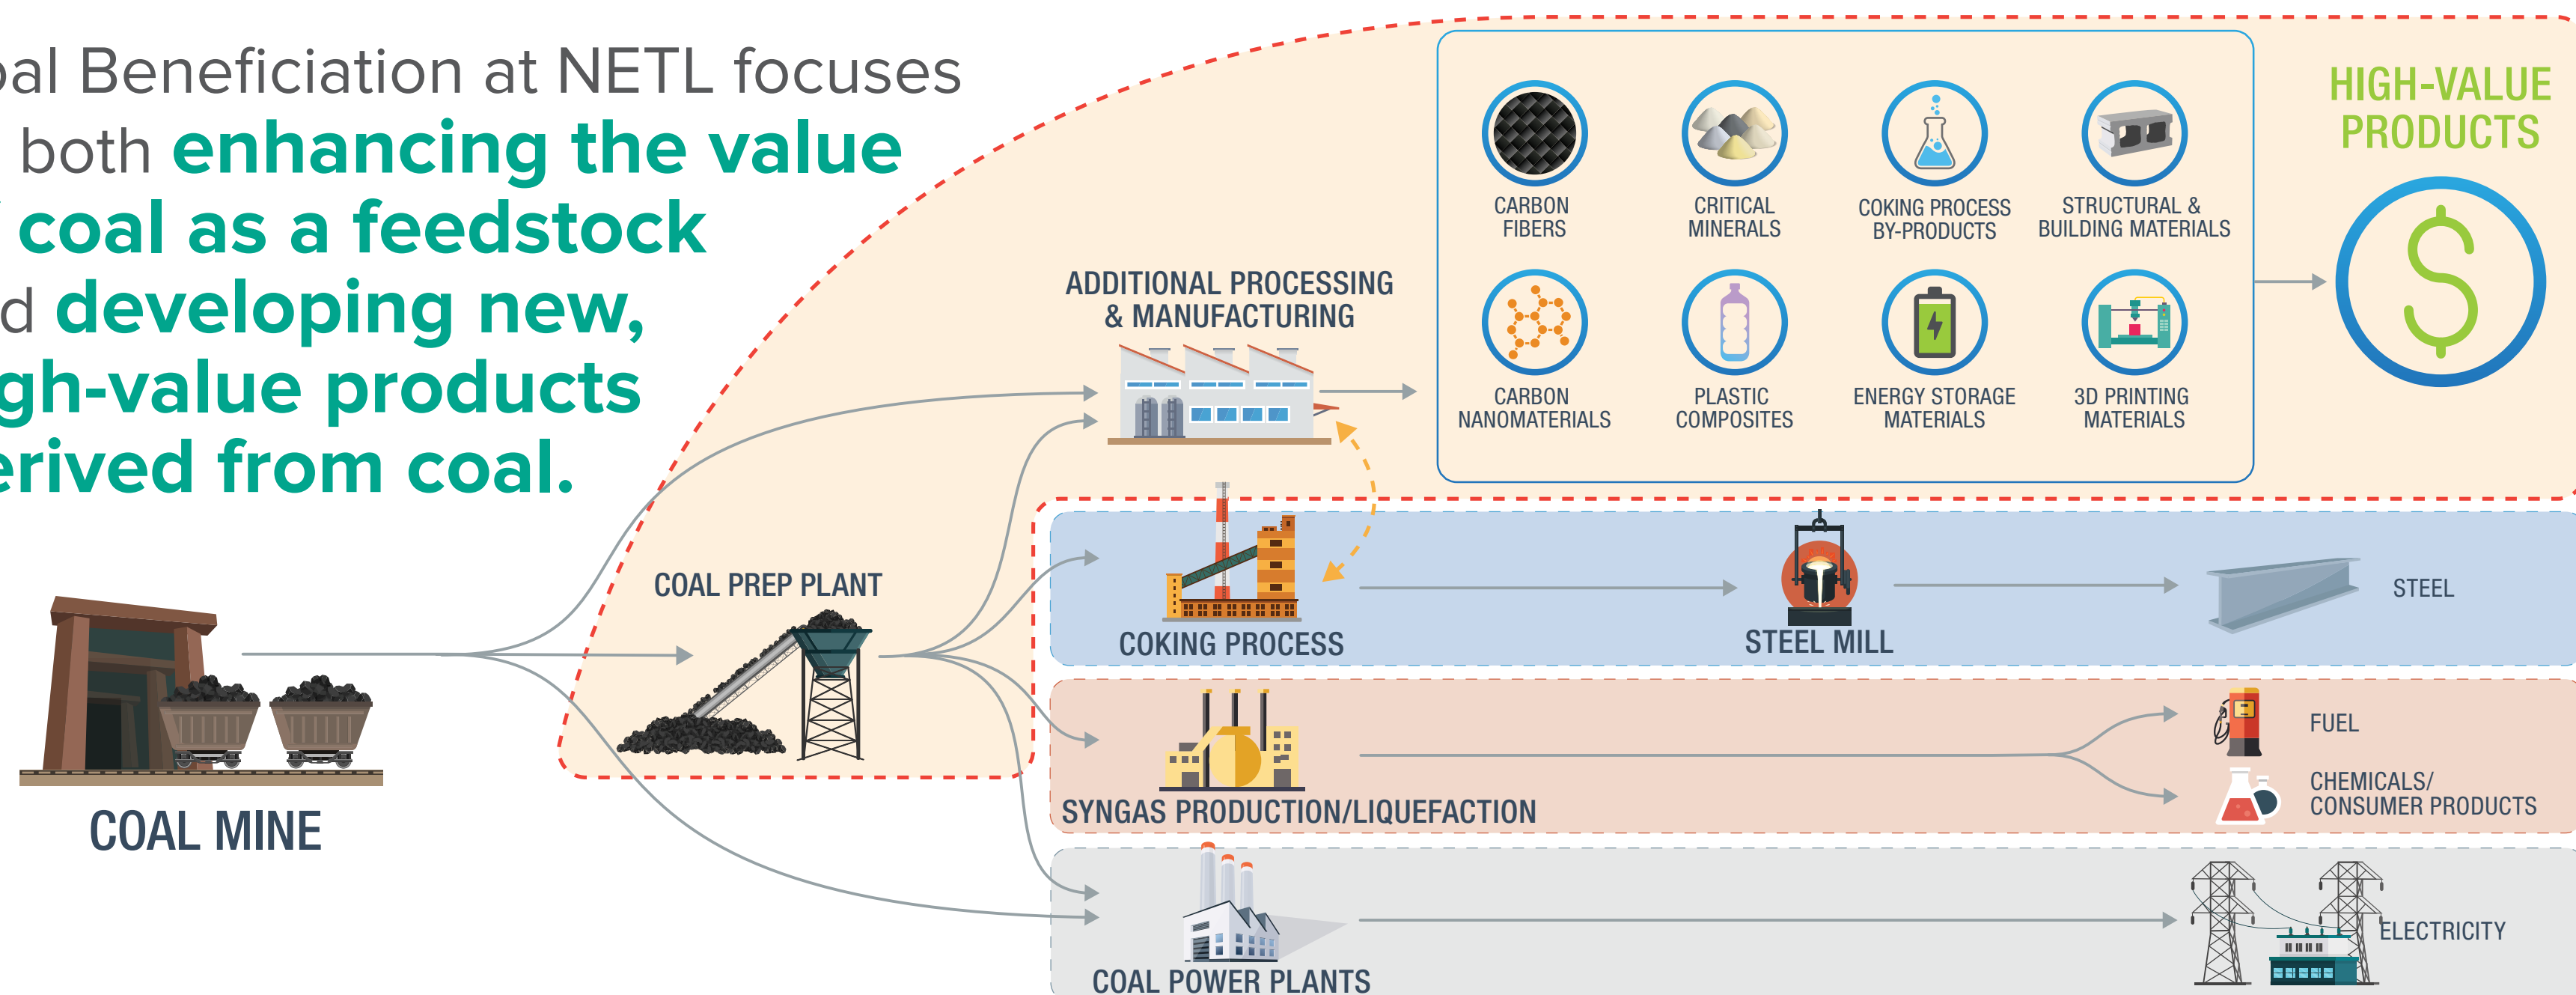 oal Beneficiation at NETL focuses
both enhancing the value
coal as a feedstock
d developing new,
gh-value products
erived from coal.
COAL MINE
COAL PREP PLANT
ADDITIONAL PROCESSING
& MANUFACTURING
CARBON
FIBERS
CRITICAL
MINERALS
COKING PROCESS
BY-PRODUCTS
STRUCTURAL &
BUILDING MATERIALS
CARBON
NANOMATERIALS
PLASTIC
COMPOSITES
ENERGY STORAGE
MATERIALS
3D PRINTING
MATERIALS
HIGH-VALUE
PRODUCTS
$
COKING PROCESS
STEEL MILL
STEEL
SYNGAS PRODUCTION/LIQUEFACTION
FUEL
CHEMICALS/
CONSUMER PRODUCTS
COAL POWER PLANTS
ELECTRICITY